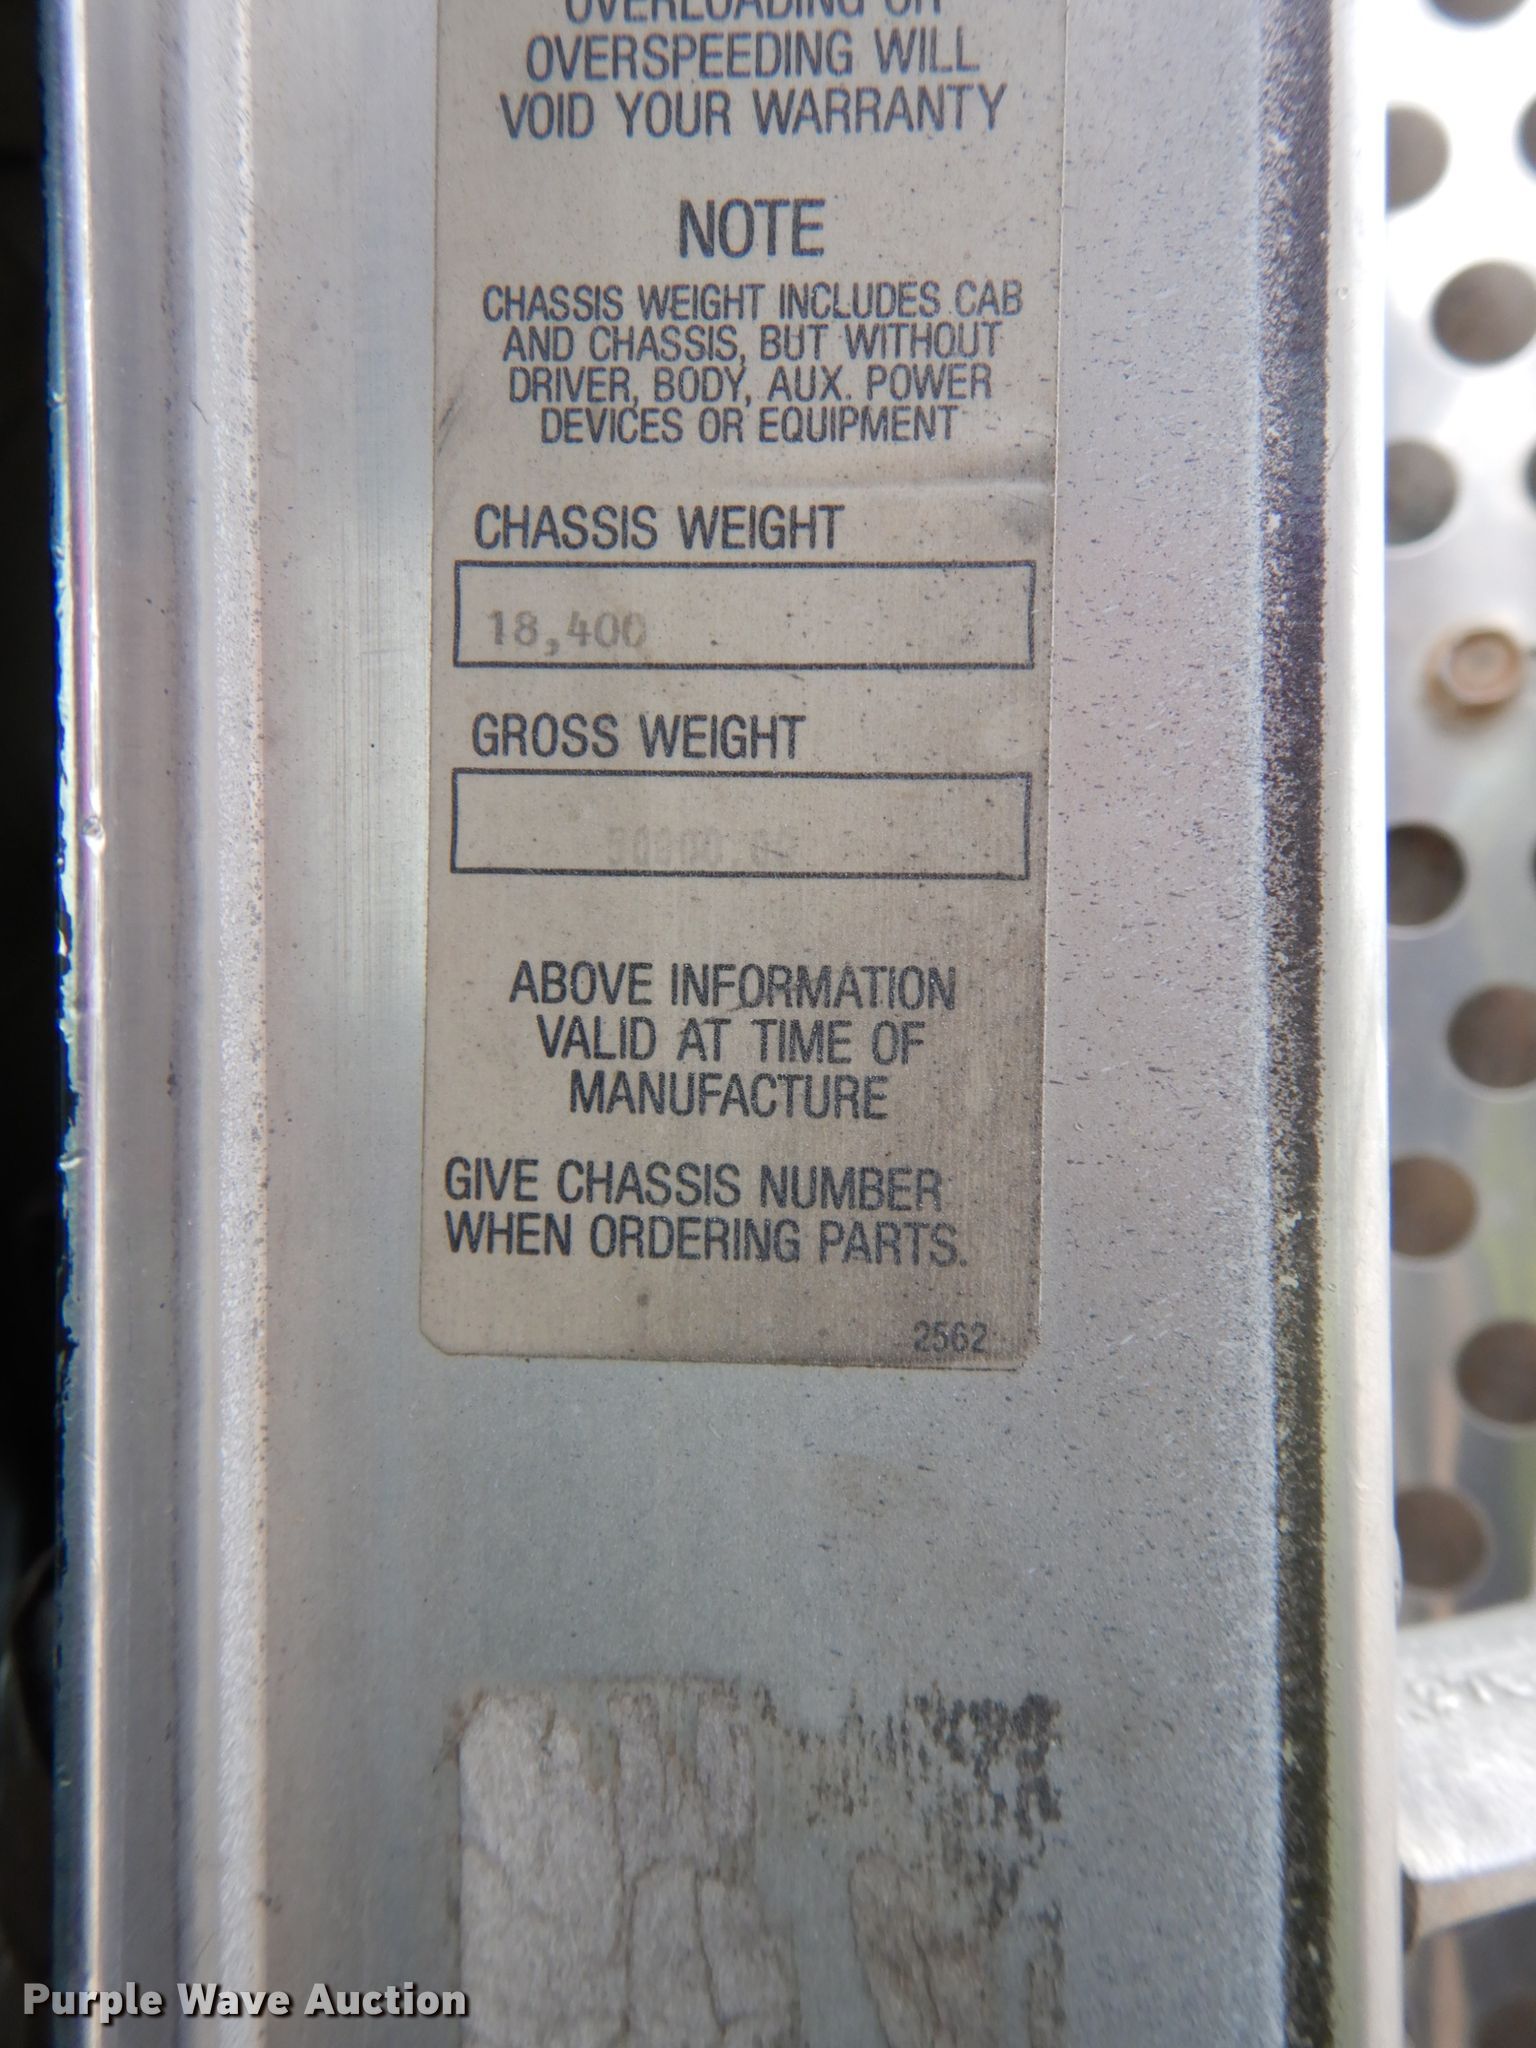 OVERLOADING OR
OVERSPEEDING WILL
VOID YOUR WARRANTY
NOTE
CHASSIS WEIGHT INCLUDES CAB
AND CHASSIS, BUT WITHOUT
DRIVER, BODY, AUX. POWER
DEVICES OR EQUIPMENT
CHASSIS WEIGHT
18,400
GROSS WEIGHT
ABOVE INFORMATION
VALID AT TIME OF
MANUFACTURE
GIVE CHASSIS NUMBER
WHEN ORDERING PARTS.
2562
Purple Wave Auction